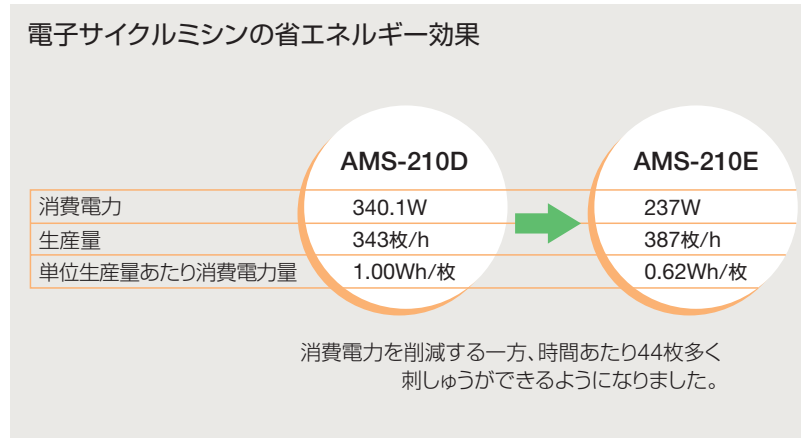 電子サイクルミシンの省エネルギー効果
AMS-210D AMS-210E
消費電力 340.1W 237W
生産量 343枚/h 387枚/h
単位生産量あたり消費電力量 1.00Wh/枚 0.62Wh/枚
消費電力を削減する一方、時間あたり44枚多く
刺しゅうができるようになりました。